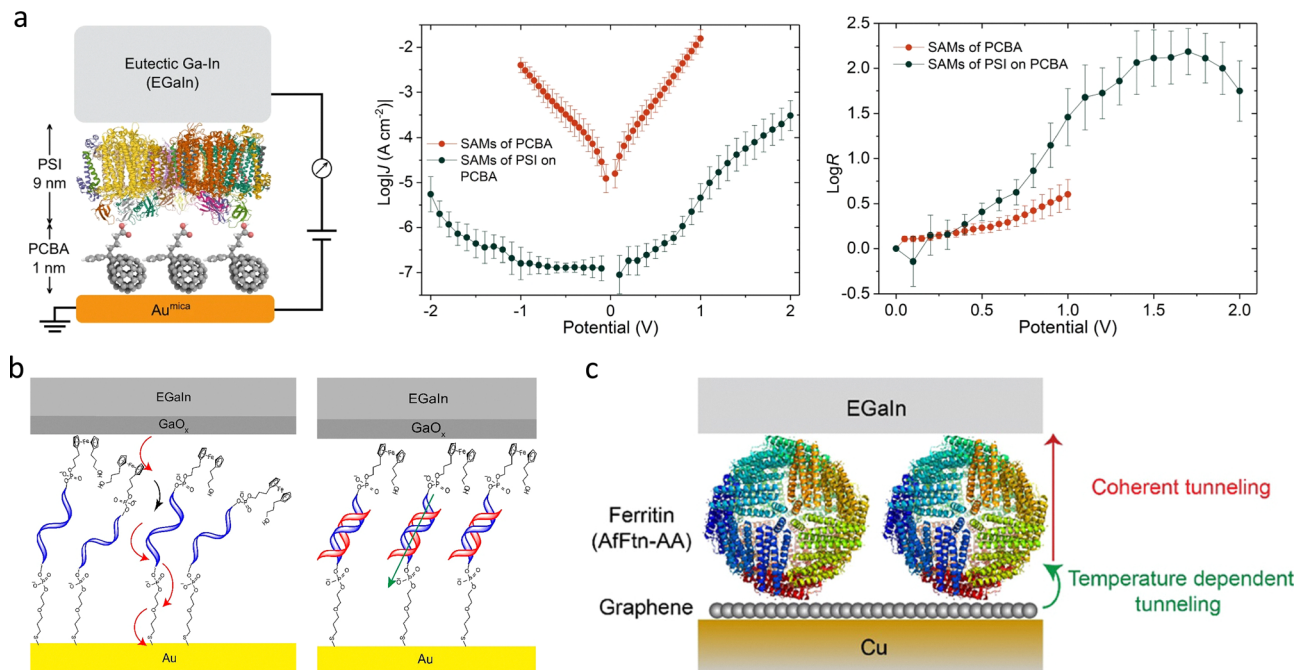 a
Eutectic Ga-In
(EGaIn)
PSI
9 nm
PCBA
1 nm
Au^mica
Log|J (A cm⁻²)|
-2
-3
-4
-5
-6
-7
SAMs of PCBA
SAMs of PSI on
PCBA
-2 -1 0 1 2
Potential (V)
LogR
2.5
2.0
1.5
1.0
0.5
0.0
-0.5
SAMs of PCBA
SAMs of PSI on PCBA
0.0 0.5 1.0 1.5 2.0
Potential (V)
b
EGaIn
GaOₓ
Au
EGaIn
GaOₓ
Au
c
EGaIn
Ferritin
(AfFtn-AA)
Graphene
Cu
Coherent tunneling
Temperature dependent
tunneling